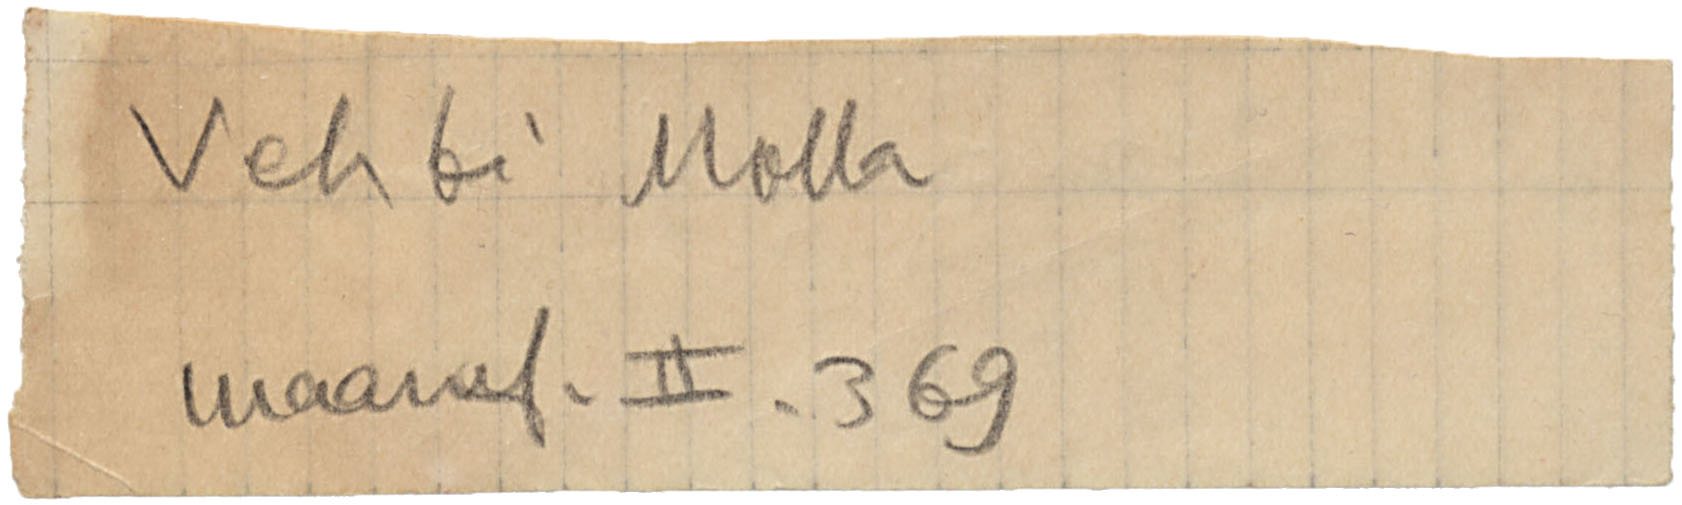 Vehbi Molla
maarif. II. 369